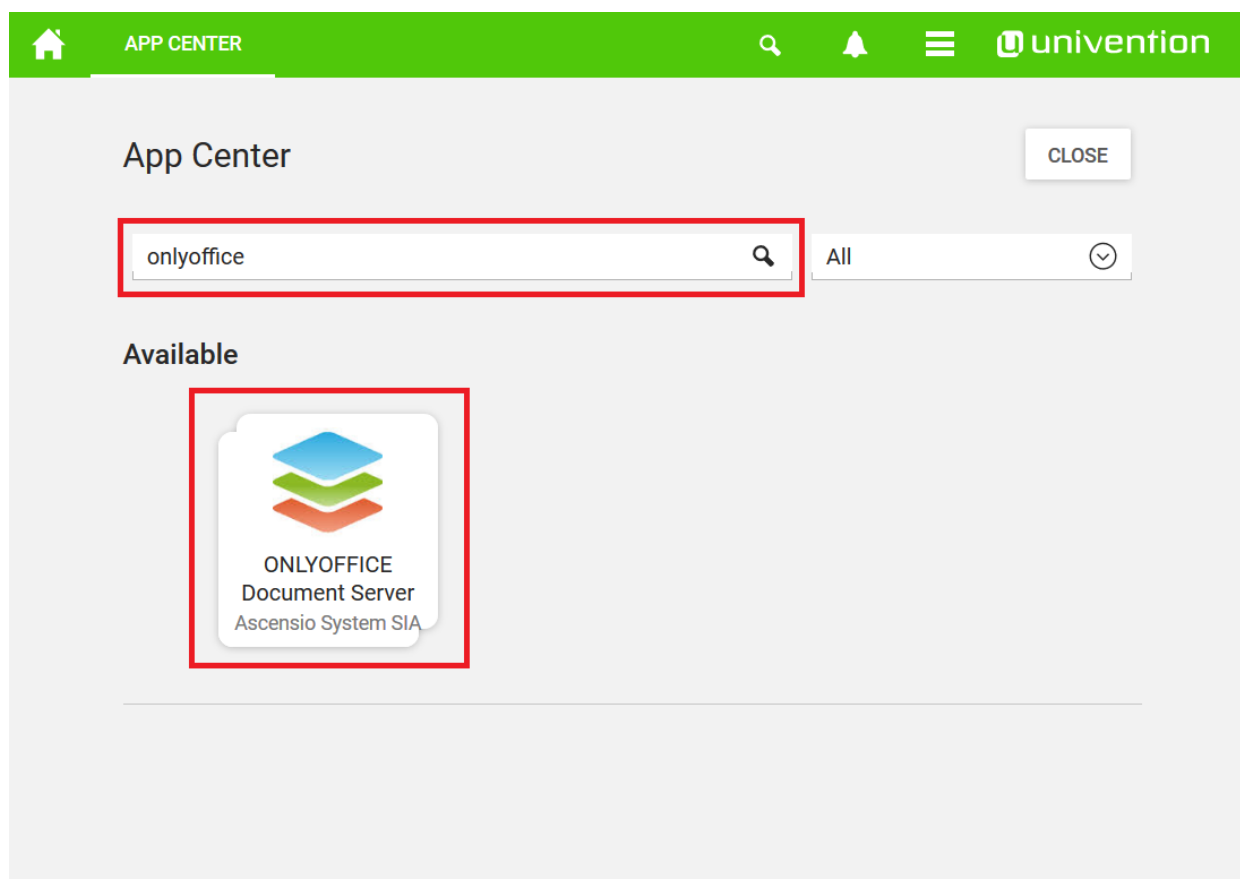 APP CENTER
univention
App Center
CLOSE
onlyoffice
All
Available
ONLYOFFICE
Document Server
Ascensio System SIA